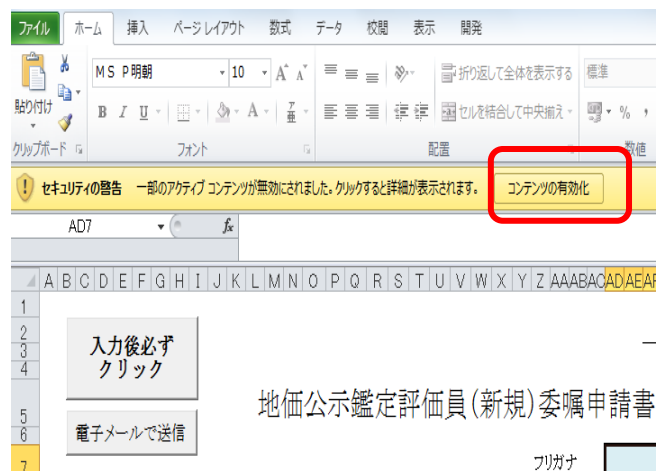 ファイル ホーム 挿入 ページ レイアウト 数式 データ 校閲 表示 開発
MS P明朝 10 A A 折り返して全体を表示する 標準
貼り付け B I U A セルを結合して中央揃え % ,
クリップボード フォント 配置 数値
セキュリティの警告 一部のアクティブ コンテンツが無効にされました。クリックすると詳細が表示されます。 コンテンツの有効化
AD7 fx
A B C D E F G H I J K L M N O P Q R S T U V W X Y Z AA AB AC AD AE AF
1
2
3
4
5
6
7
入力後必ず
クリック
地価公示鑑定評価員(新規)委嘱申請書
電子メールで送信
フリガナ